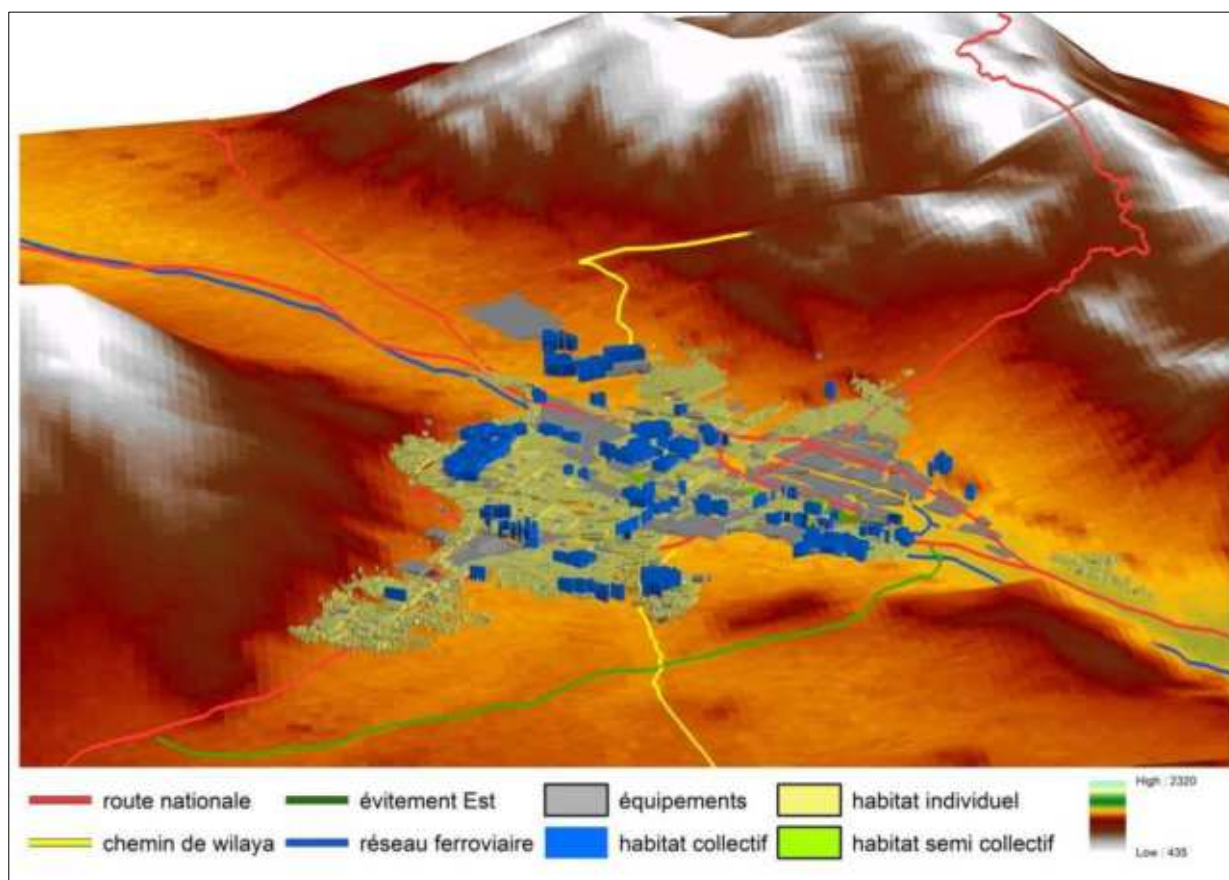 route nationale
évitement Est
équipements
habitat individuel
chemin de wilaya
réseau ferroviaire
habitat collectif
habitat semi collectif
High : 2320
Low : 435